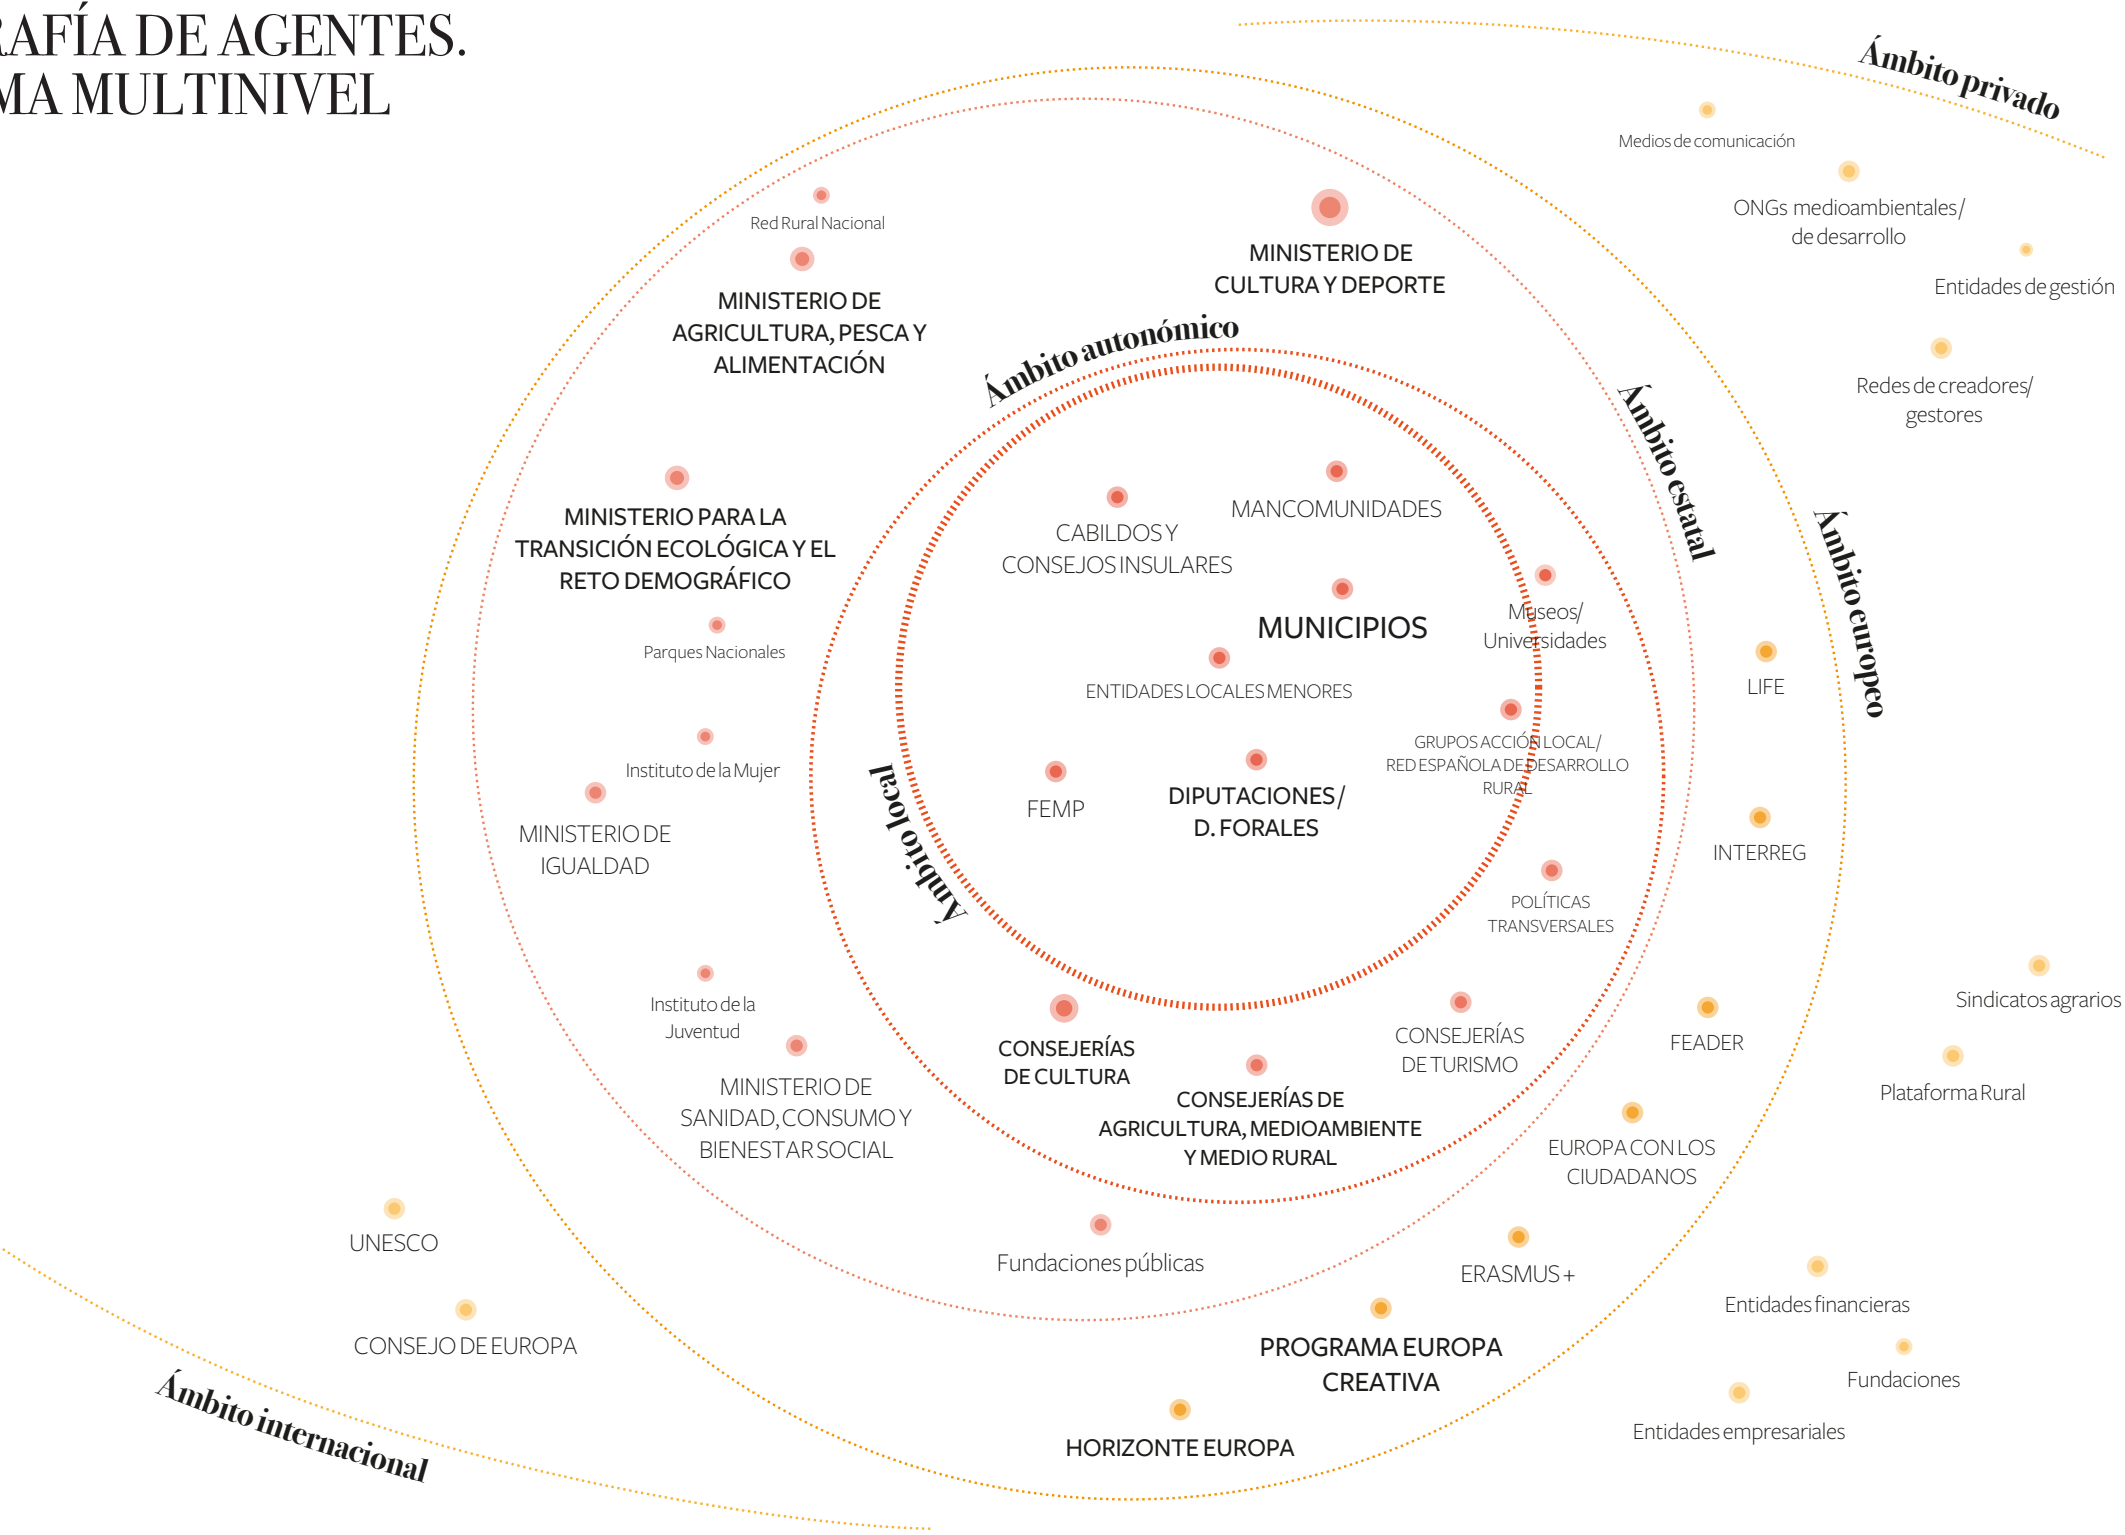 RAFÍA DE AGENTES.
MA MULTINIVEL
Ámbito privado
Medios de comunicación
ONGs medioambientales/
de desarrollo
Entidades de gestión
Redes de creadores/
gestores
Red Rural Nacional
MINISTERIO DE
AGRICULTURA, PESCA Y
ALIMENTACIÓN
MINISTERIO DE
CULTURA Y DEPORTE
Ámbito autonómico
Ámbito estatal
Ámbito europeo
MINISTERIO PARA LA
TRANSICIÓN ECOLÓGICA Y EL
RETO DEMOGRÁFICO
Parques Nacionales
CABILDOS Y
CONSEJOS INSULARES
MANCOMUNIDADES
MUNICIPIOS
Museos/
Universidades
ENTIDADES LOCALES MENORES
LIFE
GRUPOS ACCIÓN LOCAL/
RED ESPAÑOLA DE DESARROLLO
RURAL
Instituto de la Mujer
MINISTERIO DE
IGUALDAD
Ámbito local
FEMP
DIPUTACIONES/
D. FORALES
INTERREG
POLÍTICAS
TRANSVERSALES
Instituto de la
Juventud
MINISTERIO DE
SANIDAD, CONSUMO Y
BIENESTAR SOCIAL
CONSEJERÍAS
DE CULTURA
CONSEJERÍAS DE
AGRICULTURA, MEDIOAMBIENTE
Y MEDIO RURAL
CONSEJERÍAS
DE TURISMO
FEADER
Sindicatos agrarios
Plataforma Rural
EUROPA CON LOS
CIUDADANOS
UNESCO
CONSEJO DE EUROPA
Ámbito internacional
Fundaciones públicas
ERASMUS +
PROGRAMA EUROPA
CREATIVA
HORIZONTE EUROPA
Entidades financieras
Fundaciones
Entidades empresariales